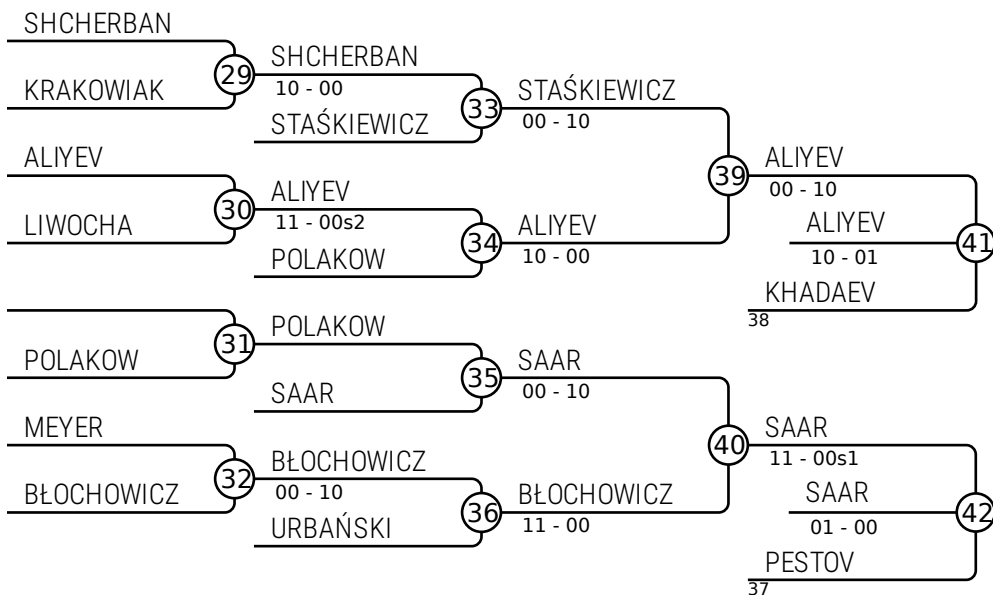 SHCHERBAN
29
SHCHERBAN
10 - 00
KRAKOWIAK
33
STAŚKIEWICZ
00 - 10
STAŚKIEWICZ
ALIYEV
39
ALIYEV
00 - 10
30
ALIYEV
11 - 00s2
LIWOCHA
34
ALIYEV
10 - 00
ALIYEV
10 - 01
41
POLAKOW
KHADAEV
38
31
POLAKOW
POLAKOW
35
SAAR
00 - 10
SAAR
MEYER
40
SAAR
11 - 00s1
32
BŁOCHOWICZ
00 - 10
BŁOCHOWICZ
36
BŁOCHOWICZ
11 - 00
SAAR
01 - 00
42
URBAŃSKI
PESTOV
37